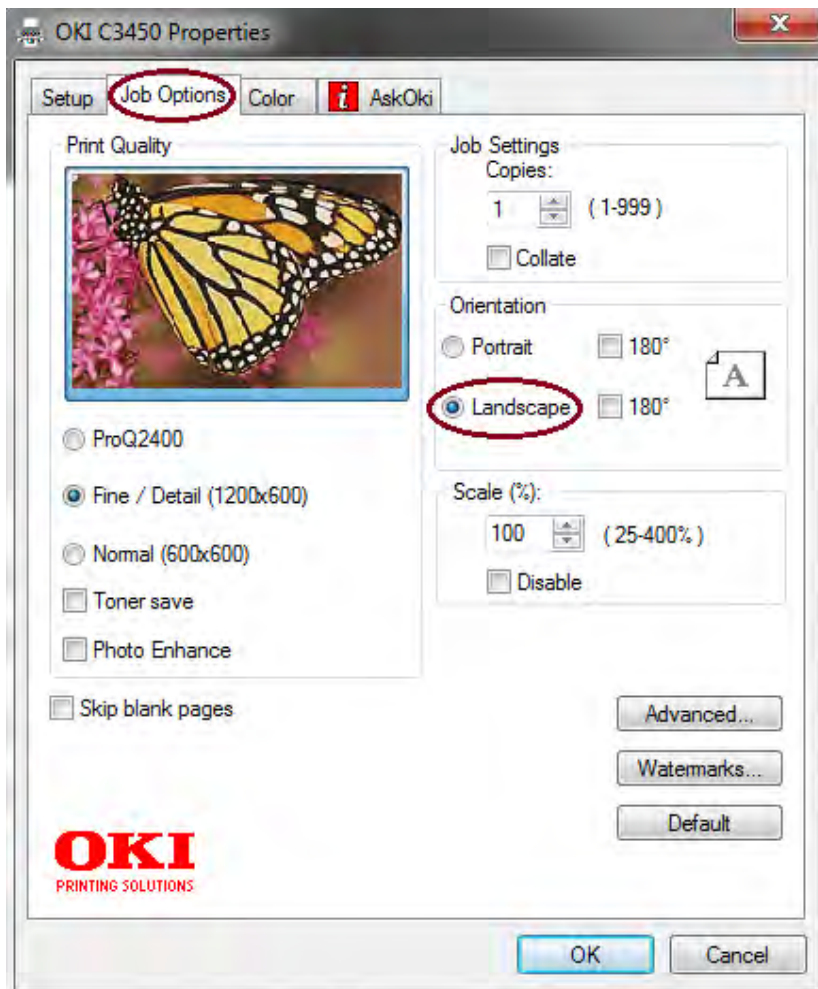 OKI C3450 Properties
X
Setup Job Options Color i AskOki
Print Quality
ProQ2400
Fine / Detail (1200x600)
Normal (600x600)
Toner save
Photo Enhance
Skip blank pages
Job Settings
Copies:
1 ( 1-999 )
Collate
Orientation
Portrait 180°
Landscape 180°
A
Scale (%):
100 ( 25-400% )
Disable
Advanced...
Watermarks...
Default
OKI
PRINTING SOLUTIONS
OK Cancel